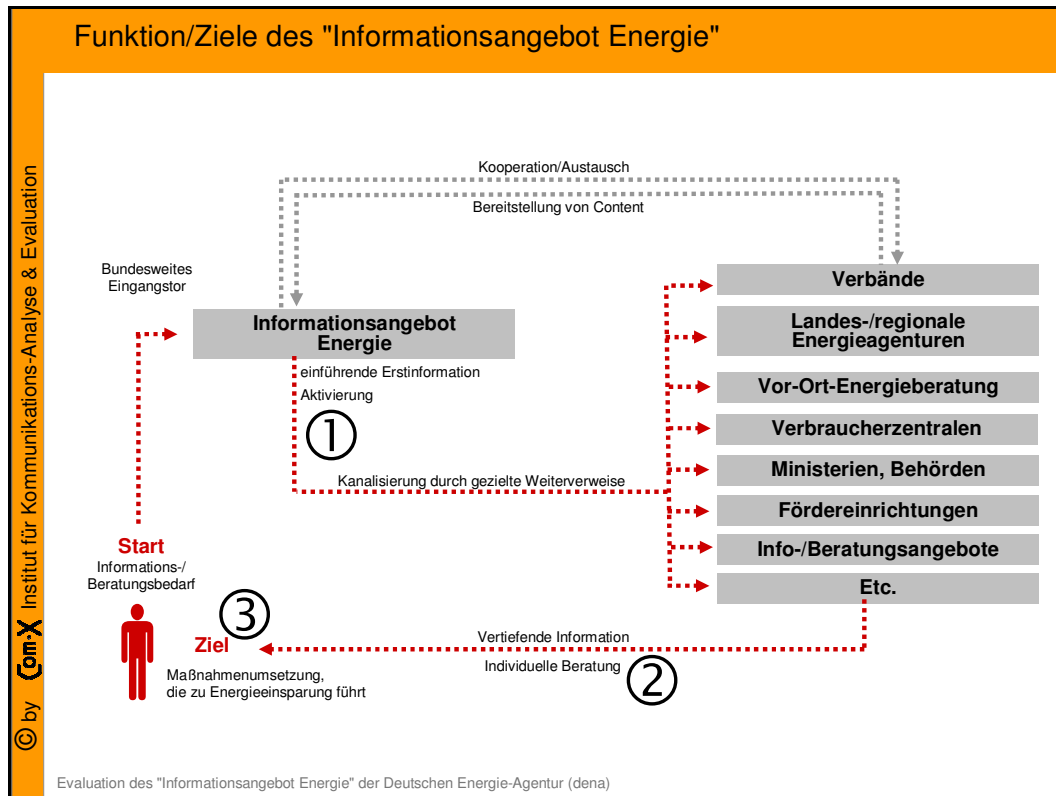 Funktion/Ziele des "Informationsangebot Energie"
© by Com·X Institut für Kommunikations-Analyse & Evaluation
Kooperation/Austausch
Bereitstellung von Content
Bundesweites
Eingangstor
Informationsangebot
Energie
einführende Erstinformation
Aktivierung
1
Kanalisierung durch gezielte Weiterverweise
Verbände
Landes-/regionale
Energieagenturen
Vor-Ort-Energieberatung
Verbraucherzentralen
Ministerien, Behörden
Fördereinrichtungen
Info-/Beratungsangebote
Etc.
Start
Informations-/
Beratungsbedarf
3
Ziel
Maßnahmenumsetzung,
die zu Energieeinsparung führt
Vertiefende Information
Individuelle Beratung
2
Evaluation des "Informationsangebot Energie" der Deutschen Energie-Agentur (dena)